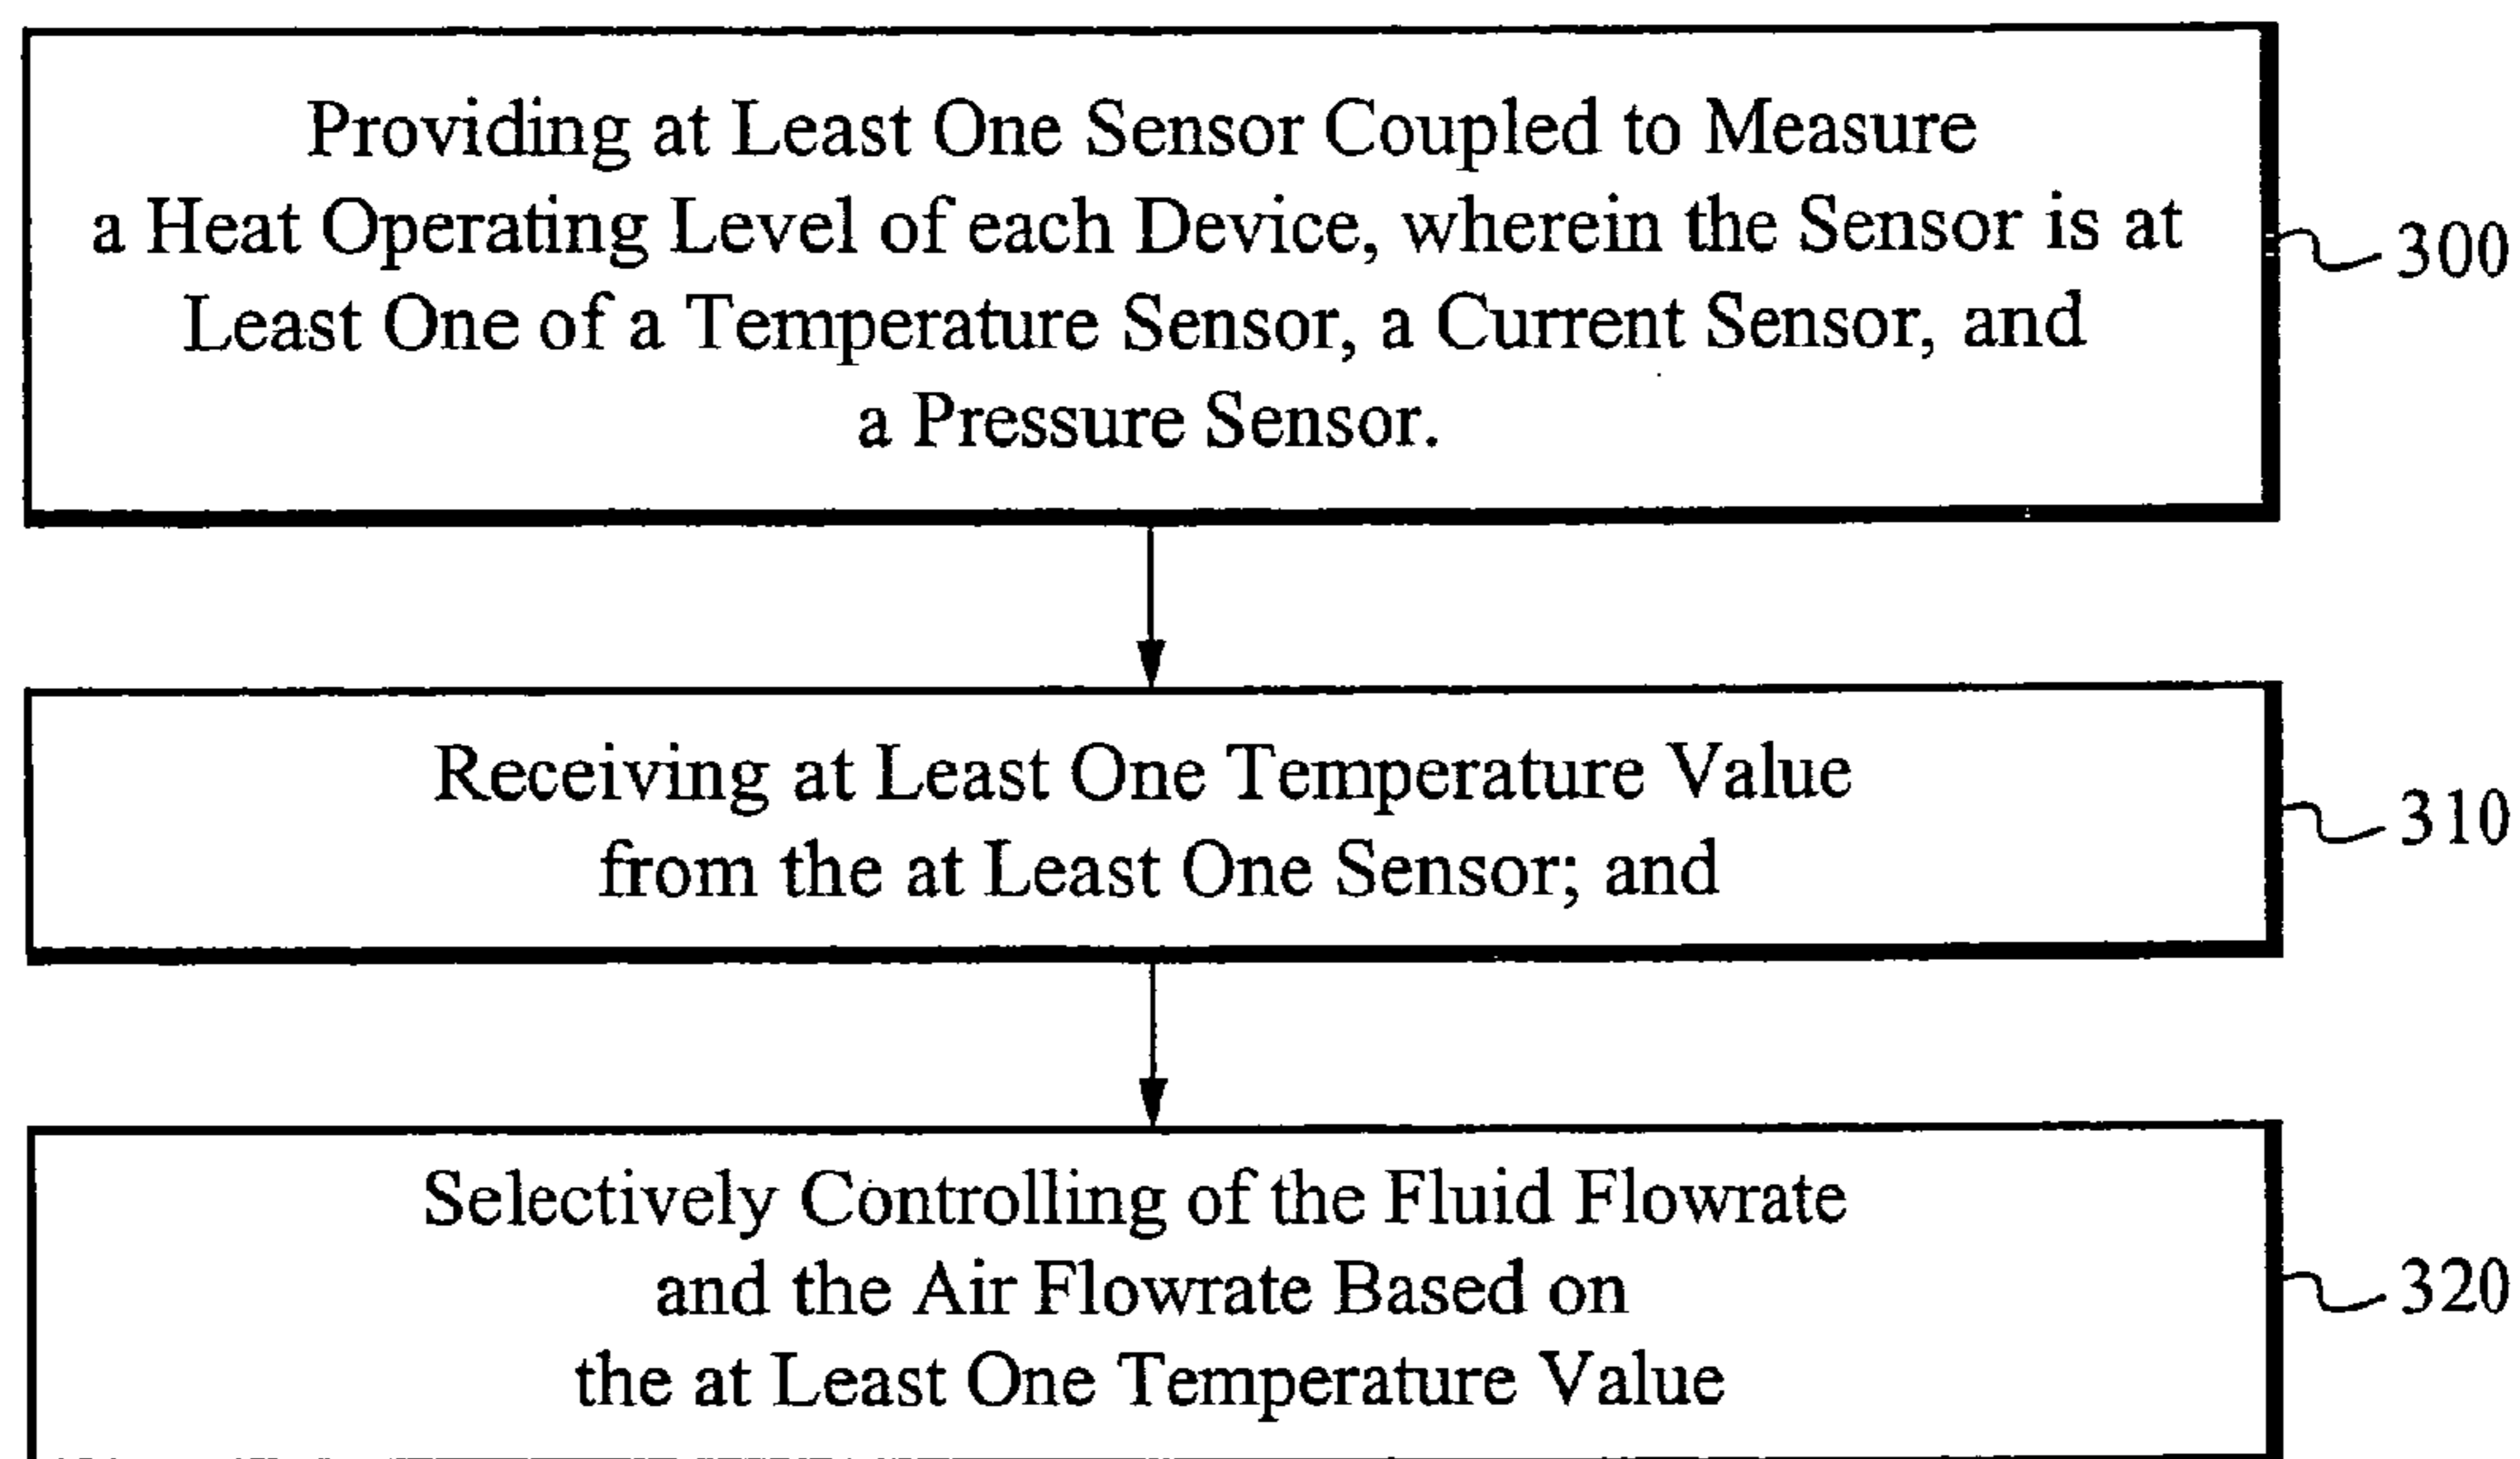 Providing at Least One Sensor Coupled to Measure
a Heat Operating Level of each Device, wherein the Sensor is at
Least One of a Temperature Sensor, a Current Sensor, and
a Pressure Sensor.
300
Receiving at Least One Temperature Value
from the at Least One Sensor; and
310
Selectively Controlling of the Fluid Flowrate
and the Air Flowrate Based on
the at Least One Temperature Value
320